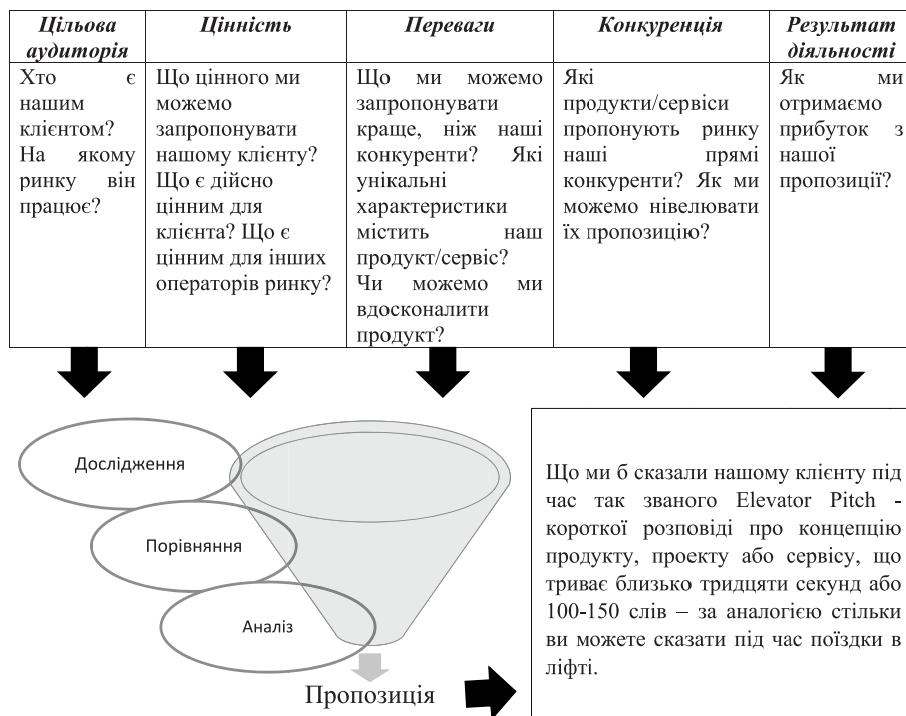 Цільова
аудиторія
Цінність
Переваги
Конкуренція
Результат
діяльності
Хто є
нашим
клієнтом?
На якому
ринку він
працює?
Що цінного ми
можемо
запропонувати
нашому клієнту?
Що є дійсно
цінним для
клієнта? Що є
цінним для інших
операторів ринку?
Що ми можемо
запропонувати
краще, ніж наші
конкуренти? Які
унікальні
характеристики
містить наш
продукт/сервіс?
Чи можемо ми
вдосконалити
продукт?
Які
продукти/сервіси
пропонують ринку
наші прямі
конкуренти? Як ми
можемо нівелювати
їх пропозицію?
Як ми
отримаємо
прибуток з
нашої
пропозиції?
Дослідження
Порівняння
Аналіз
Пропозиція
Що ми б сказали нашому клієнту під
час так званого Elevator Pitch -
короткої розповіді про концепцію
продукту, проекту або сервісу, що
триває близько тридцяти секунд або
100-150 слів – за аналогією стільки
ви можете сказати під час поїздки в
ліфті.